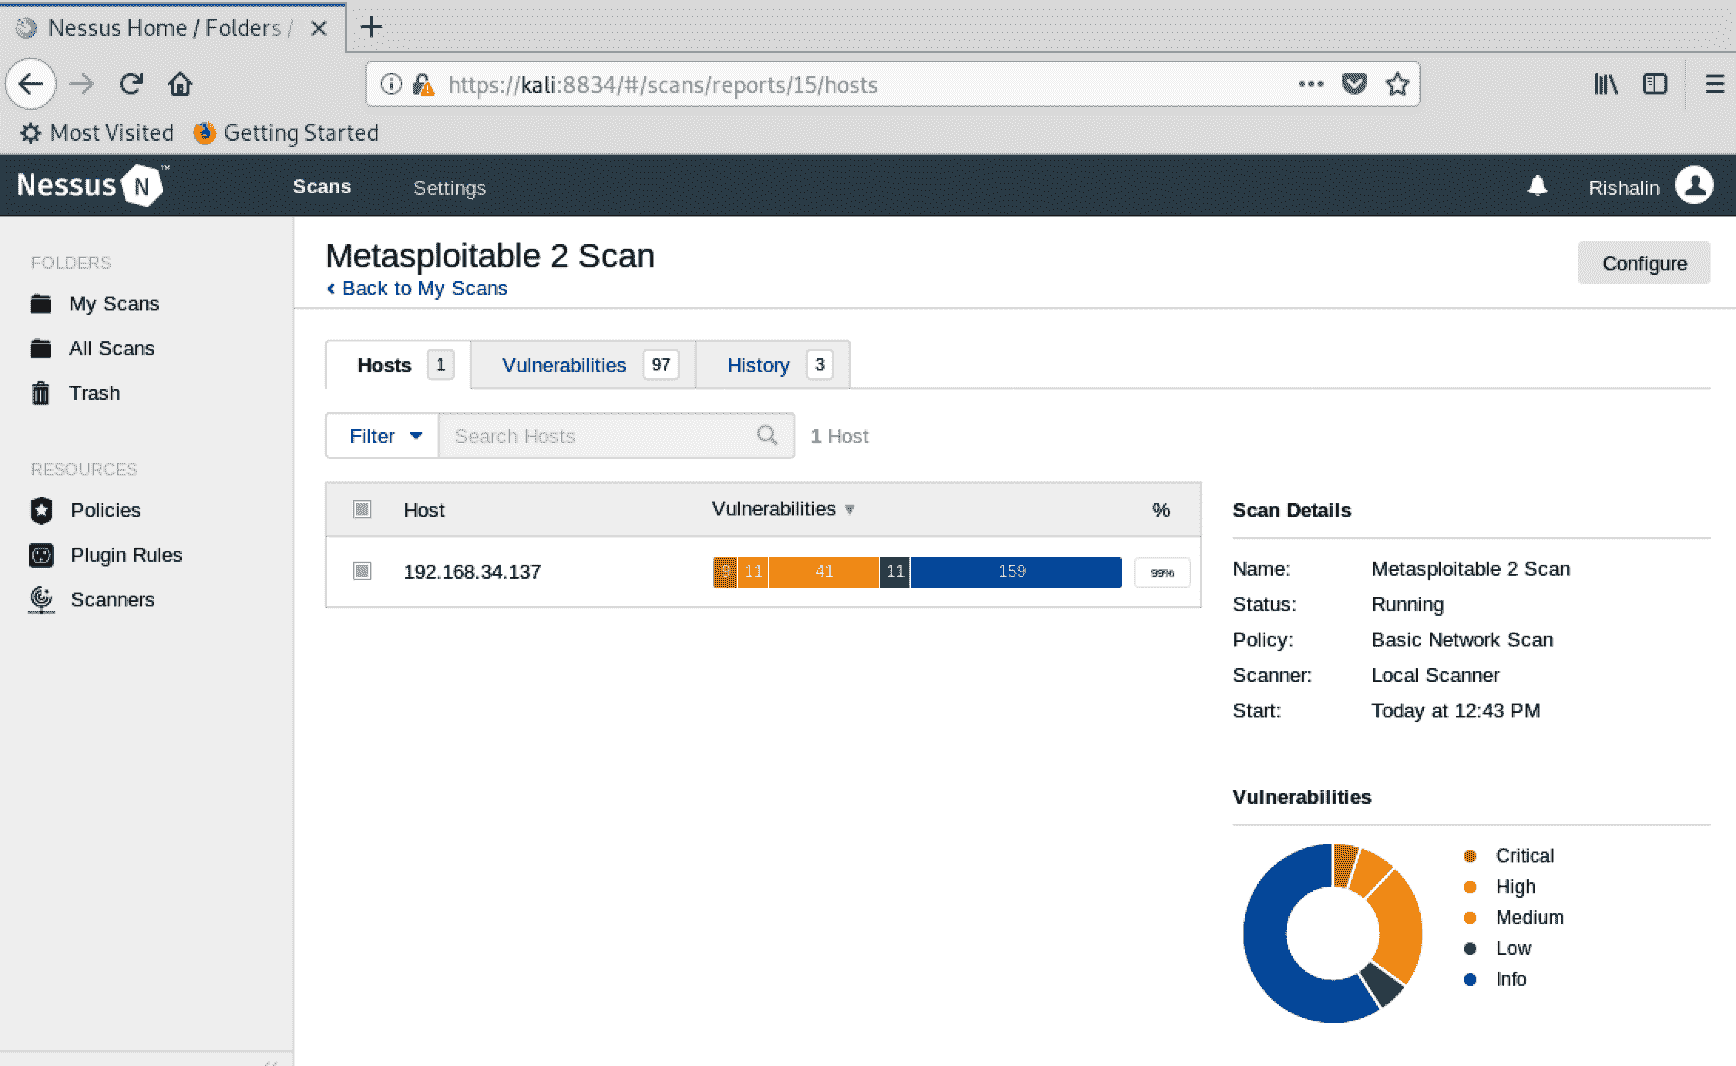 Nessus Home / Folders /
https://kali:8834/#/scans/reports/15/hosts
Most Visited Getting Started
Nessus N ™ Scans Settings Rishalin
FOLDERS
My Scans
All Scans
Trash
RESOURCES
Policies
Plugin Rules
Scanners
Metasploitable 2 Scan
Configure
Back to My Scans
Hosts 1 Vulnerabilities 97 History 3
Filter Search Hosts 1 Host
Host Vulnerabilities %
192.168.34.137 11 41 11 159 99%
Scan Details
Name: Metasploitable 2 Scan
Status: Running
Policy: Basic Network Scan
Scanner: Local Scanner
Start: Today at 12:43 PM
Vulnerabilities
Critical
High
Medium
Low
Info